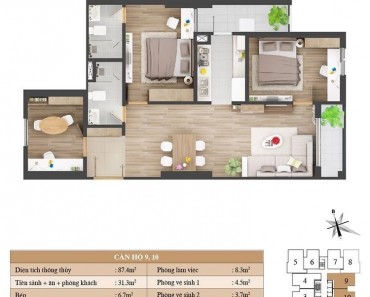 CĂN HỘ 9, 10
Diện tích thông thủy : 87.4m² Phòng làm việc : 8.3m²
Tiền sảnh + ăn + phòng khách : 31.3m² Phòng vệ sinh 1 : 4.5m²
Bếp : 6.7m² Phòng vệ sinh 2 : 3.7m²
5 6 7 8
4 9
3 10